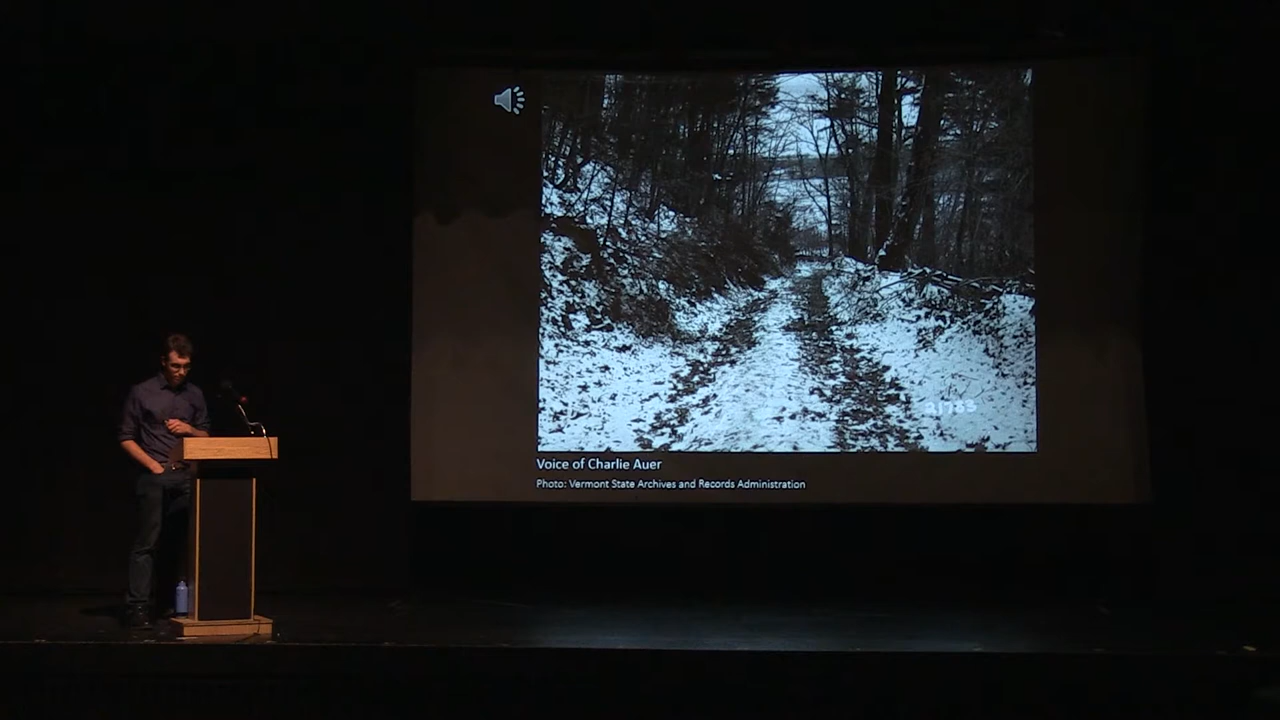 Voice of Charlie Auer
Photo: Vermont State Archives and Records Administration